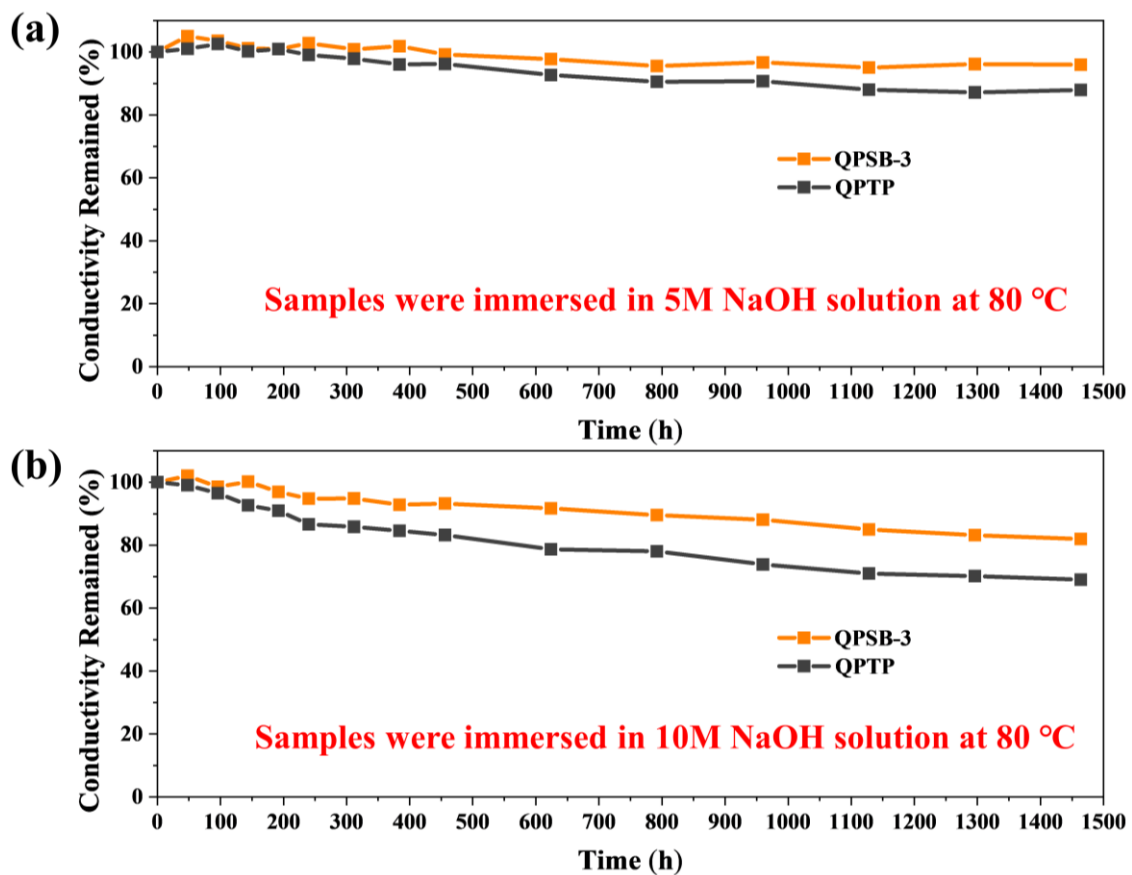 (a)
Conductivity Remained (%)
100
80
60
40
20
0
QPSB-3
QPTP
Samples were immersed in 5M NaOH solution at 80 °C
0 100 200 300 400 500 600 700 800 900 1000 1100 1200 1300 1400 1500
Time (h)
(b)
Conductivity Remained (%)
100
80
60
40
20
0
QPSB-3
QPTP
Samples were immersed in 10M NaOH solution at 80 °C
0 100 200 300 400 500 600 700 800 900 1000 1100 1200 1300 1400 1500
Time (h)